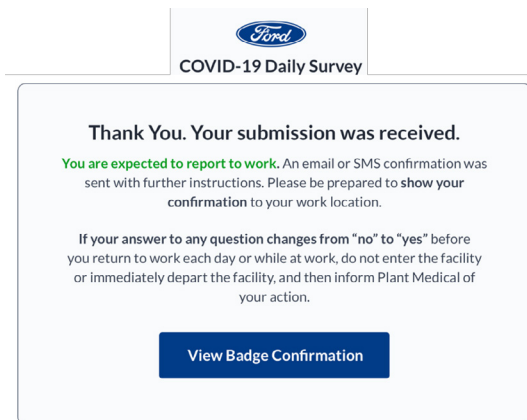 Ford
COVID-19 Daily Survey
Thank You. Your submission was received.
You are expected to report to work. An email or SMS confirmation was
sent with further instructions. Please be prepared to show your
confirmation to your work location.
If your answer to any question changes from “no” to “yes” before
you return to work each day or while at work, do not enter the facility
or immediately depart the facility, and then inform Plant Medical of
your action.
View Badge Confirmation